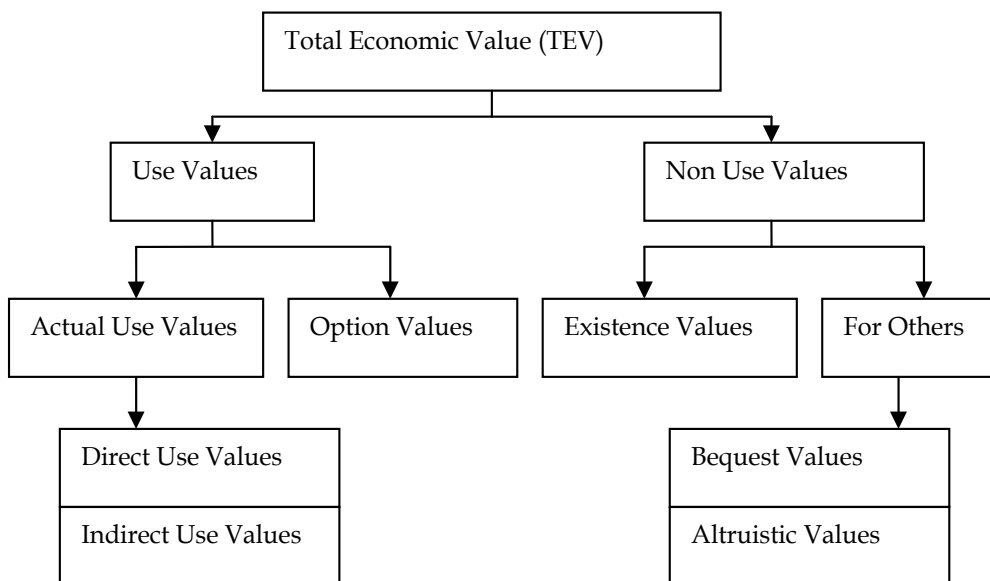 Total Economic Value (TEV)
Use Values
Non Use Values
Actual Use Values
Option Values
Existence Values
For Others
Direct Use Values
Indirect Use Values
Bequest Values
Altruistic Values